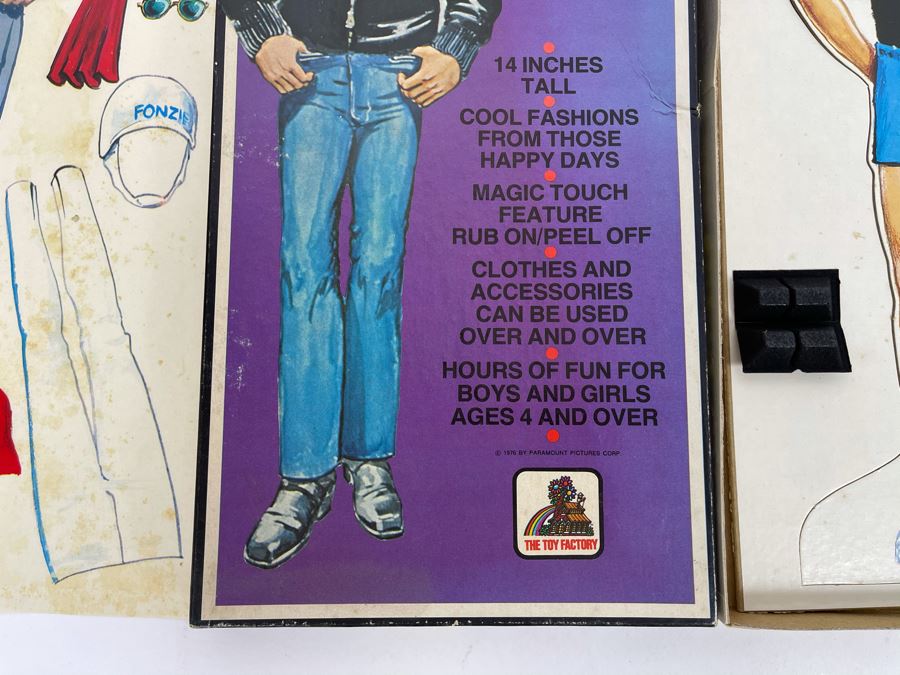 FONZIE
14 INCHES
TALL
COOL FASHIONS
FROM THOSE
HAPPY DAYS
MAGIC TOUCH
FEATURE
RUB ON/PEEL OFF
CLOTHES AND
ACCESSORIES
CAN BE USED
OVER AND OVER
HOURS OF FUN FOR
BOYS AND GIRLS
AGES 4 AND OVER
© 1976 BY PARAMOUNT PICTURES CORP.
THE TOY FACTORY